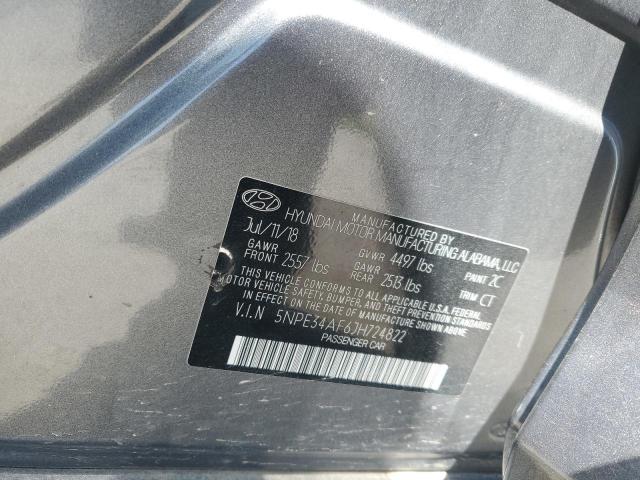 MANUFACTURED BY
HYUNDAI MOTOR MANUFACTURING ALABAMA, LLC
Jul/11/18
GVWR 4497 lbs
PAINT 2C
GAWR FRONT 2557 lbs
GAWR REAR 2513 lbs
TRIM CT
THIS VEHICLE CONFORMS TO ALL APPLICABLE U.S.A. FEDERAL
MOTOR VEHICLE SAFETY, BUMPER, AND THEFT PREVENTION STANDARDS
IN EFFECT ON THE DATE OF MANUFACTURE SHOWN ABOVE.
V.I.N 5NPE34AF6JH724822
PASSENGER CAR